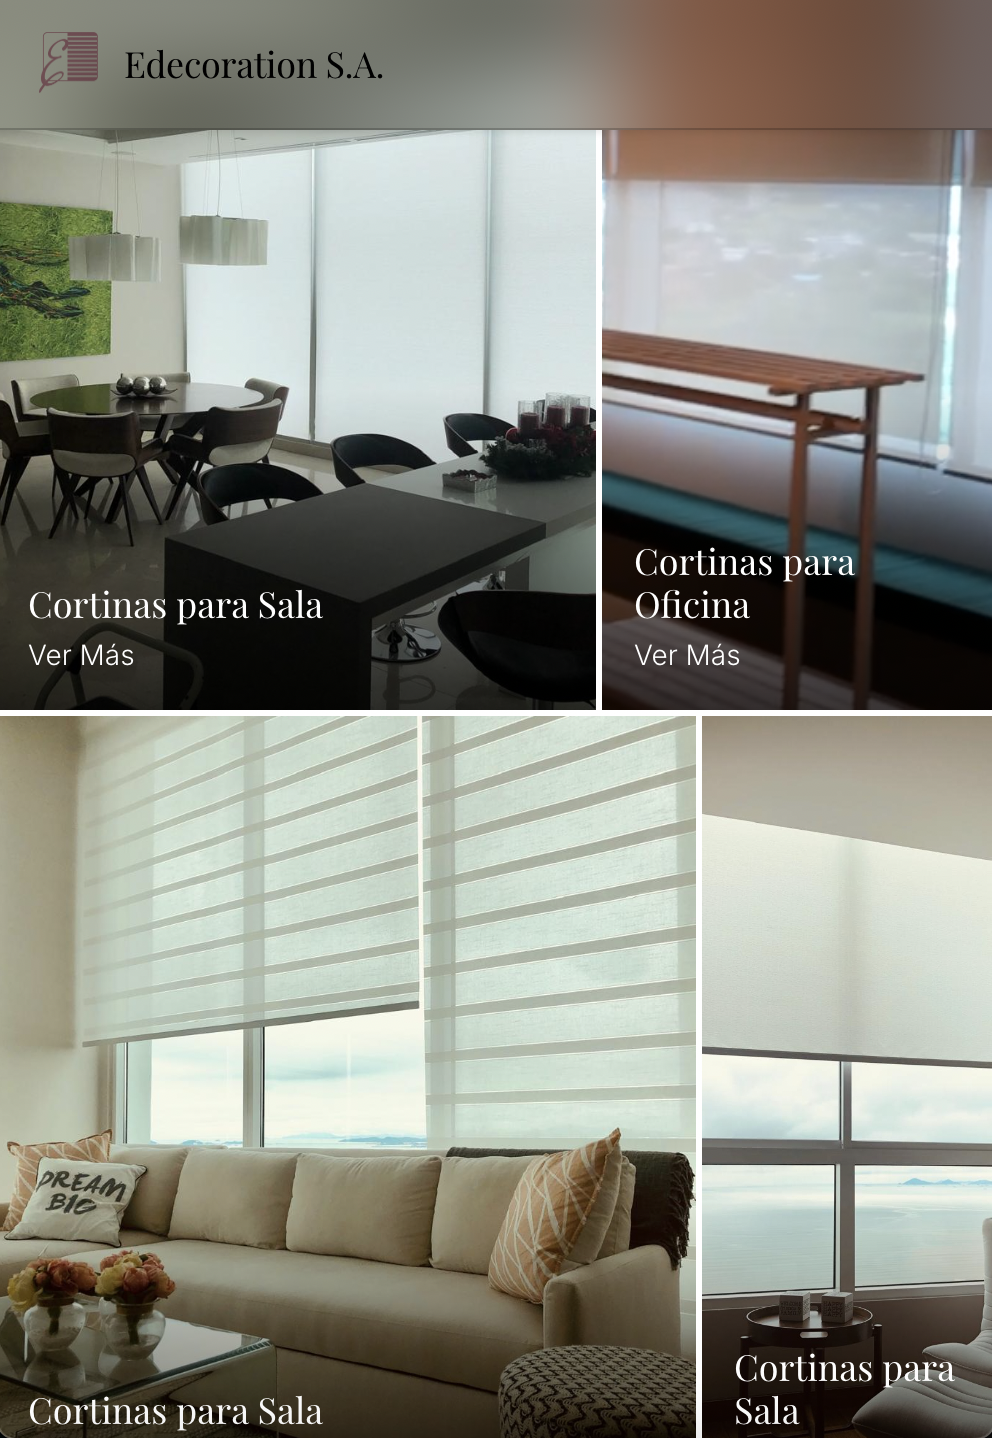 Edecoration S.A.
Cortinas para Sala
Ver Más
Cortinas para
Oficina
Ver Más
DREAM
BIG
Cortinas para Sala
Cortinas para
Sala